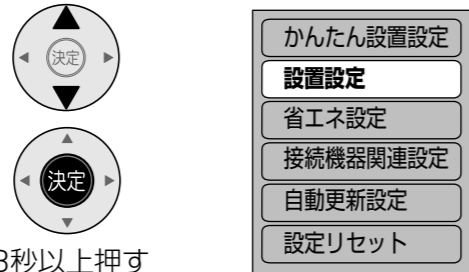 決定
決定
3秒以上押す
かんたん設置設定
設置設定
省エネ設定
接続機器関連設定
自動更新設定
設定リセット